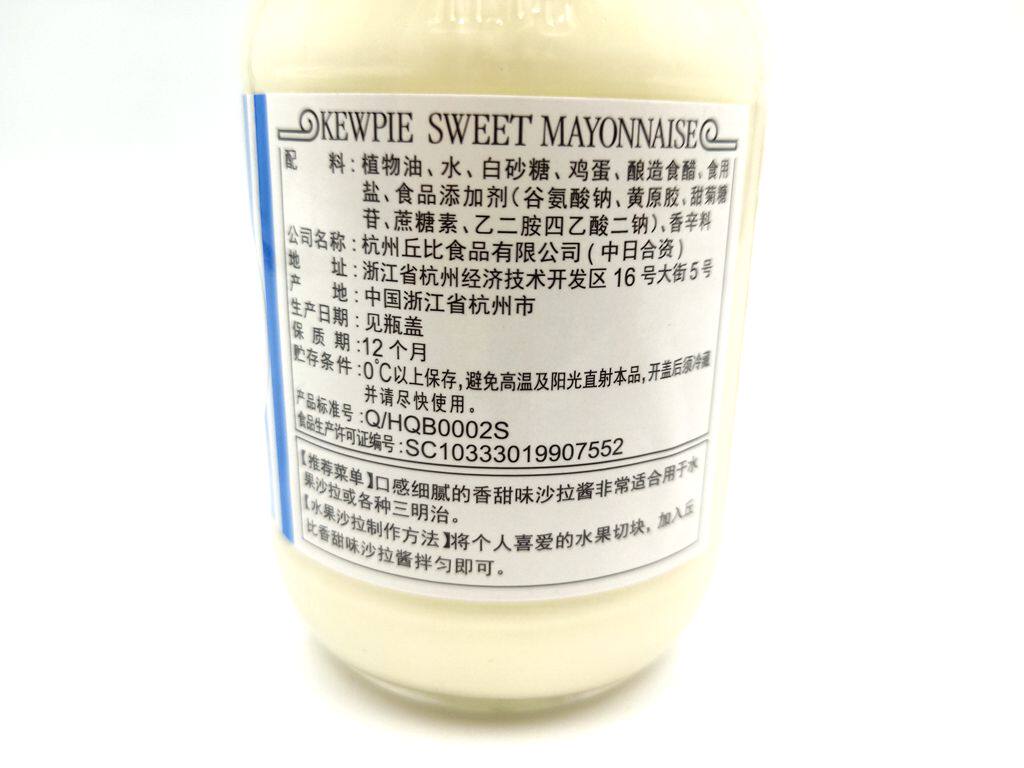 KEWPIE SWEET MAYONNAISE
配 料:植物油、水、白砂糖、鸡蛋、酿造食醋、食用
盐、食品添加剂(谷氨酸钠、黄原胶、甜菊糖
苷、蔗糖素、乙二胺四乙酸二钠)、香辛料
公司名称:杭州丘比食品有限公司(中日合资)
地 址:浙江省杭州经济技术开发区16号大街5号
产 地:中国浙江省杭州市
生产日期:见瓶盖
保 质 期:12个月
贮存条件:0℃以上保存,避免高温及阳光直射本品,开盖后须冷藏
并请尽快使用。
产品标准号:Q/HQB0002S
食品生产许可证编号:SC10333019907552
【推荐菜单】口感细腻的香甜味沙拉酱非常适合用于水
果沙拉或各种三明治。
【水果沙拉制作方法】将个人喜爱的水果切块，加入丘
比香甜味沙拉酱拌匀即可。